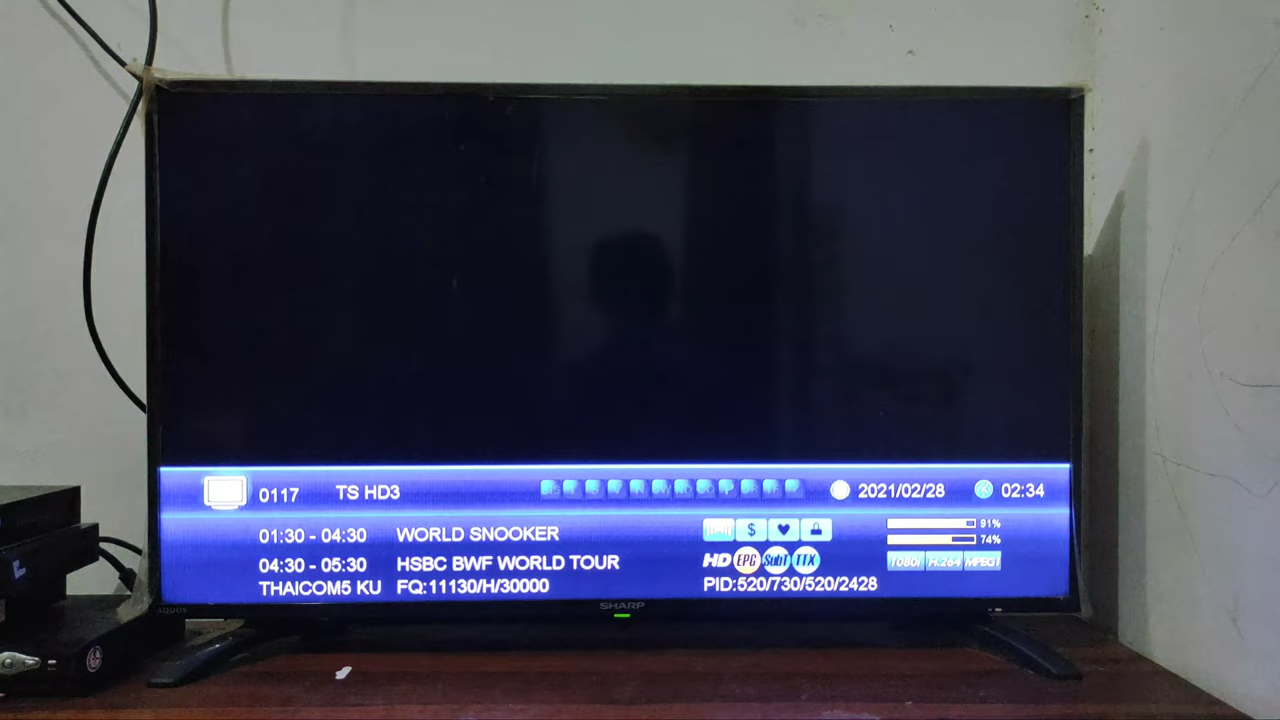 0117 TS HD3 2021/02/28 02:34
01:30 - 04:30 WORLD SNOOKER $ 91%
74%
04:30 - 05:30 HSBC BWF WORLD TOUR HD EPG SubT TTX 1080i H.264 MPEG1
THAICOM5 KU FQ:11130/H/30000 PID:520/730/520/2428
AQUOS SHARP